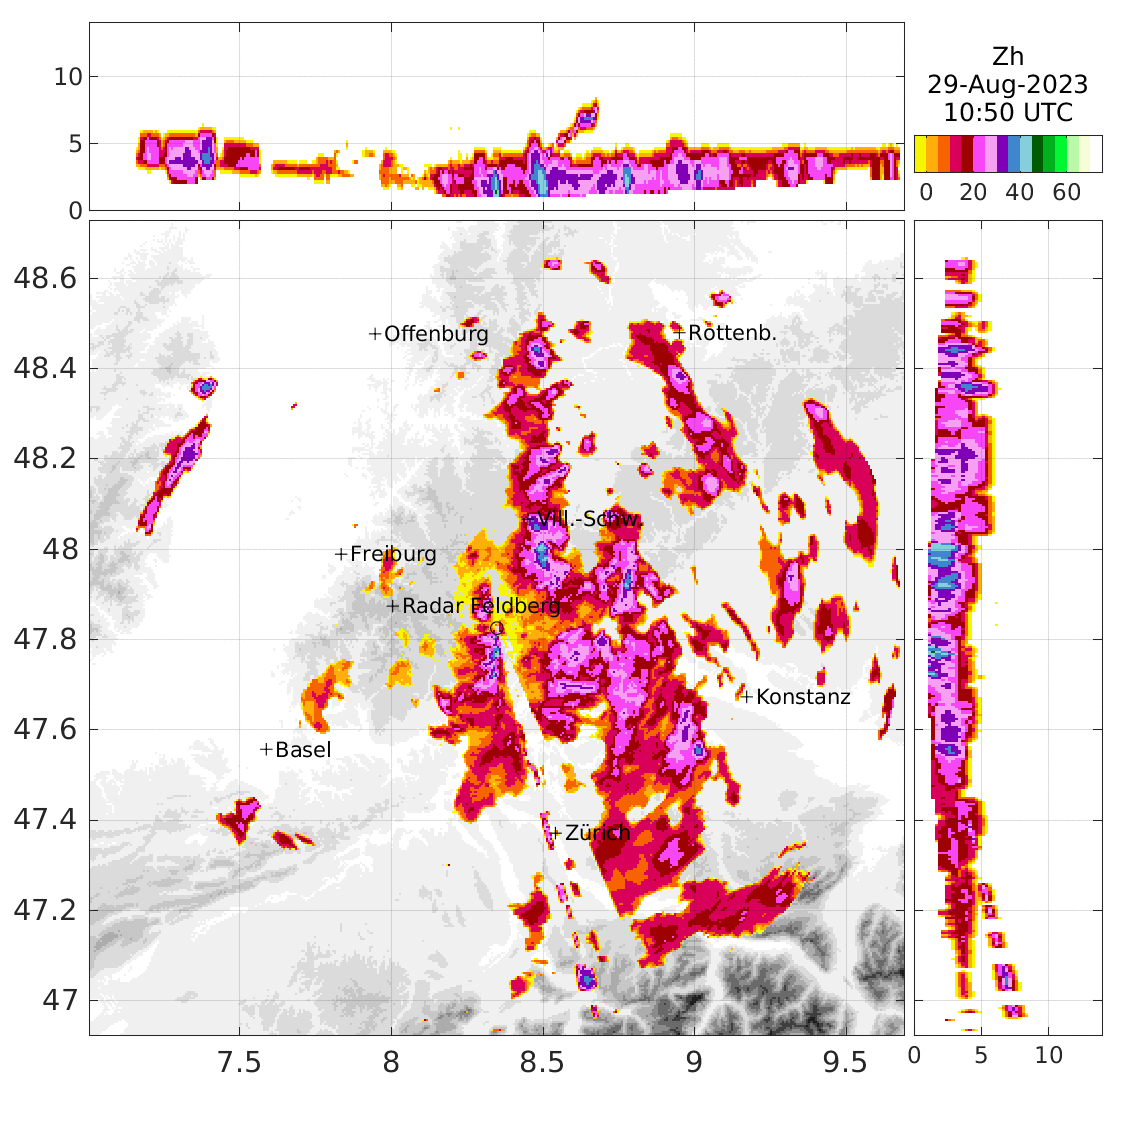 10
5
0
Zh
29-Aug-2023
10:50 UTC
0 20 40 60
48.6
48.4
48.2
48
47.8
47.6
47.4
47.2
47
+Offenburg
+Rottenb.
+Vill.-Schw.
+Freiburg
+Radar Feldberg
+Konstanz
+Basel
+Zürich
7.5 8 8.5 9 9.5
0 5 10